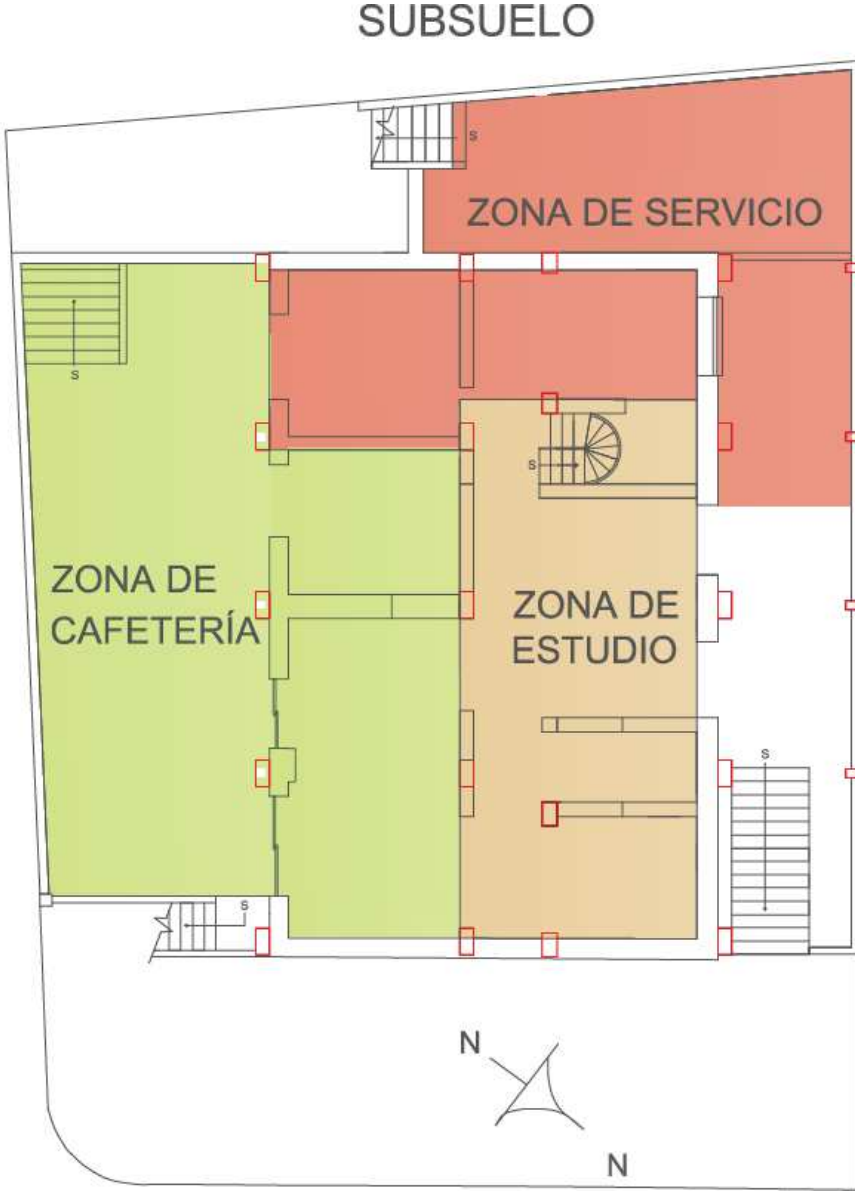 SUBSUELO
S
ZONA DE SERVICIO
S
S
ZONA DE
CAFETERÍA
ZONA DE
ESTUDIO
S
S
N
N